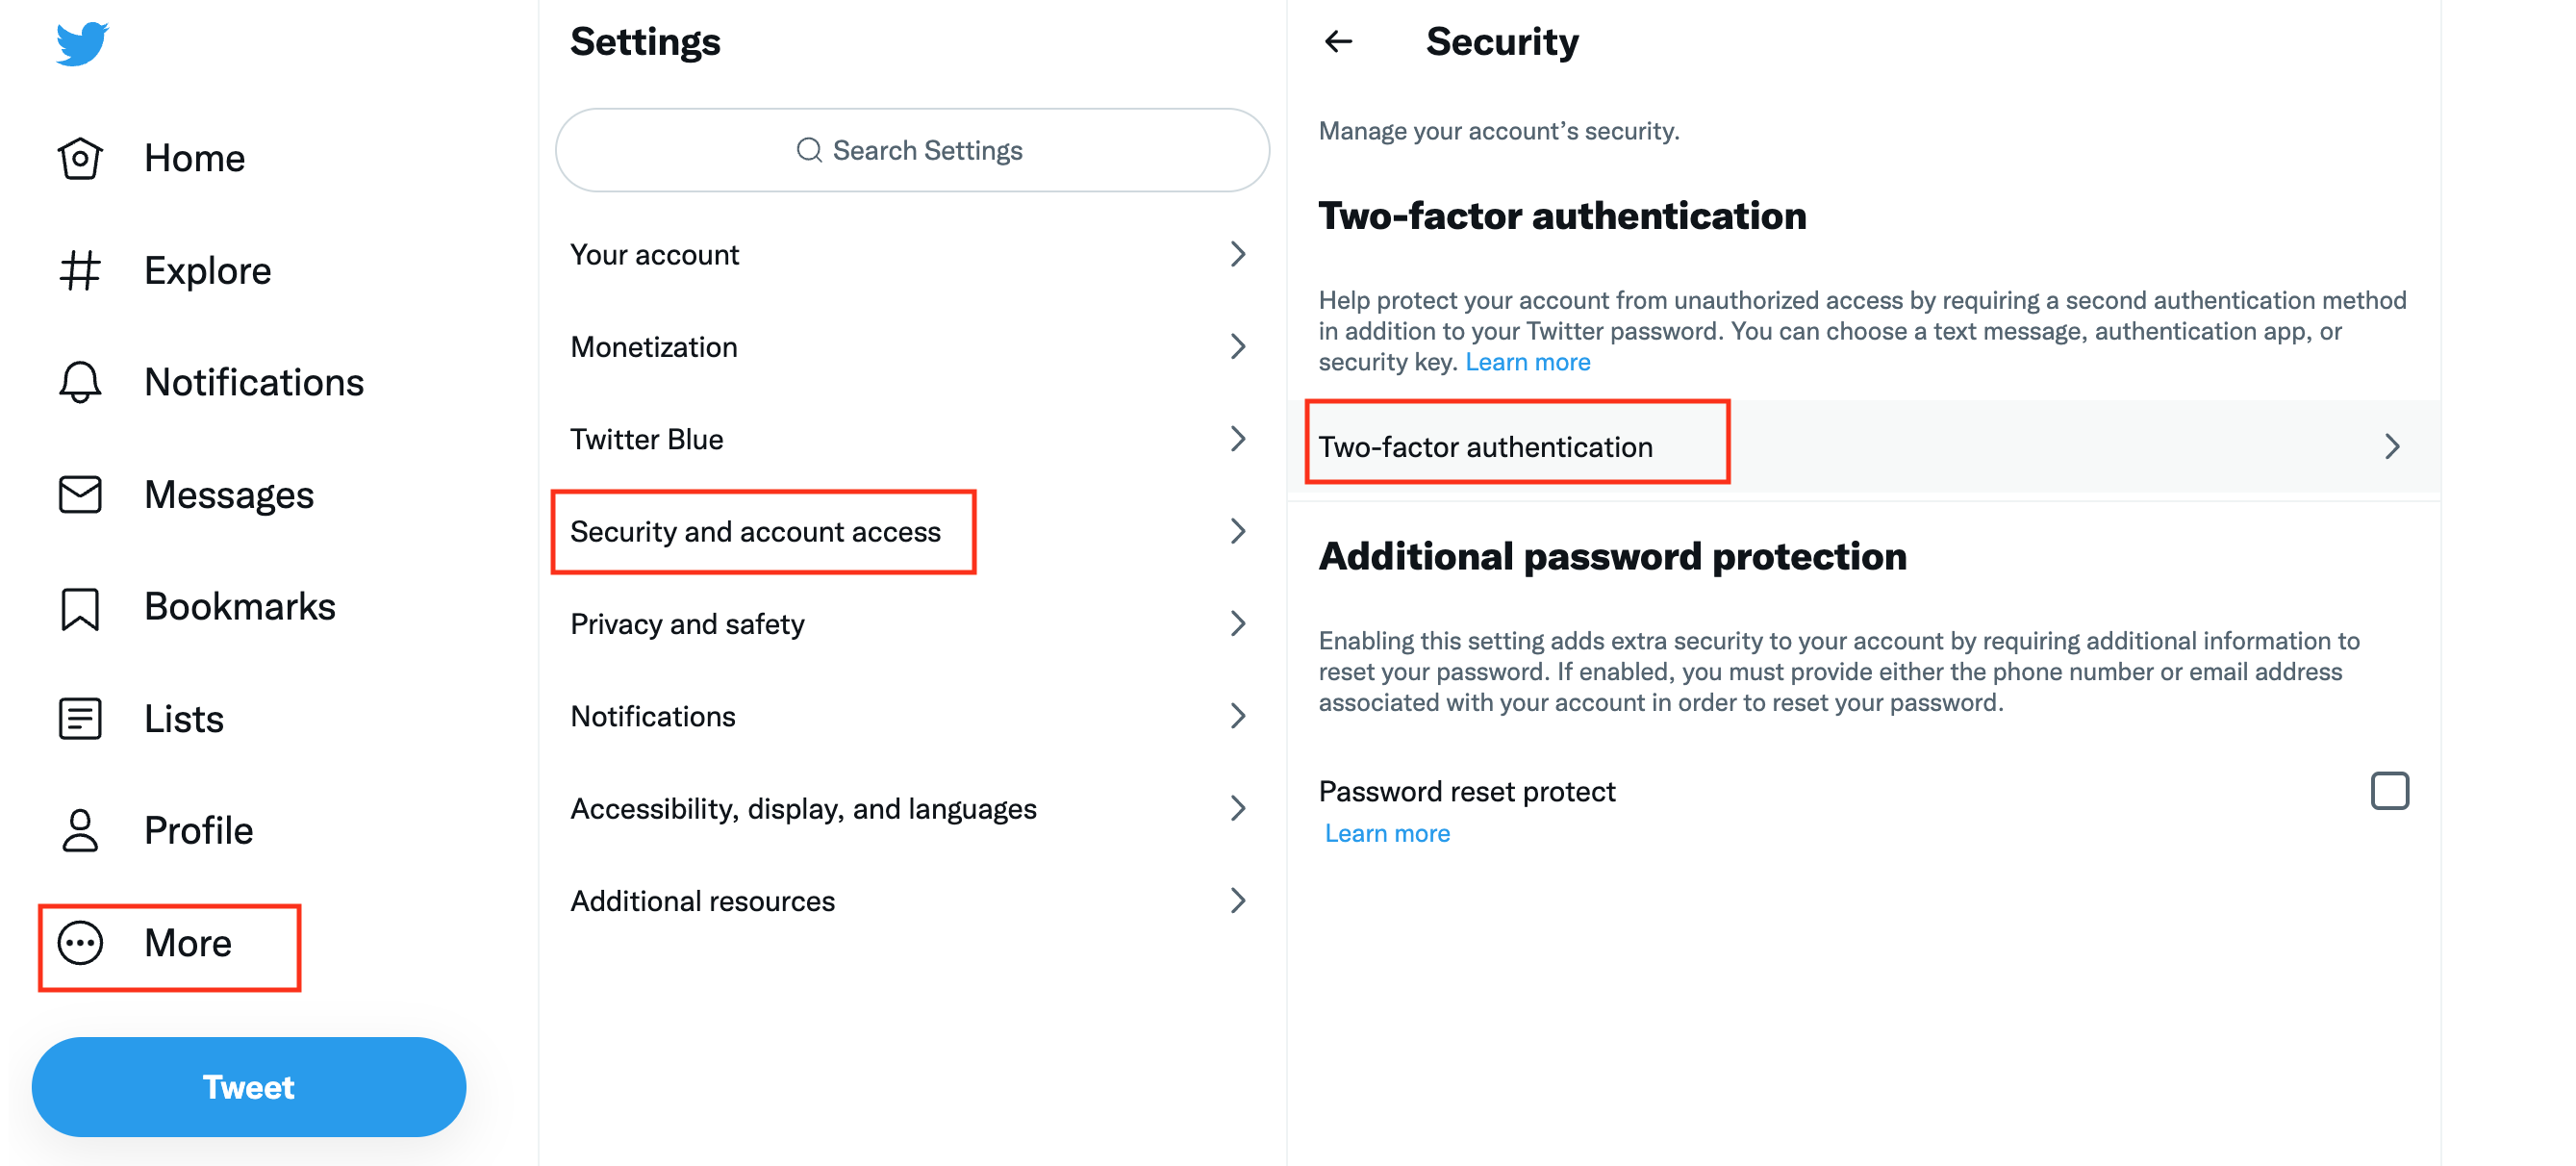 Home
Explore
Notifications
Messages
Bookmarks
Lists
Profile
More
Tweet
Settings
Search Settings
Your account
Monetization
Twitter Blue
Security and account access
Privacy and safety
Notifications
Accessibility, display, and languages
Additional resources
Security
Manage your account’s security.
Two-factor authentication
Help protect your account from unauthorized access by requiring a second authentication method
in addition to your Twitter password. You can choose a text message, authentication app, or
security key. Learn more
Two-factor authentication
Additional password protection
Enabling this setting adds extra security to your account by requiring additional information to
reset your password. If enabled, you must provide either the phone number or email address
associated with your account in order to reset your password.
Password reset protect
Learn more